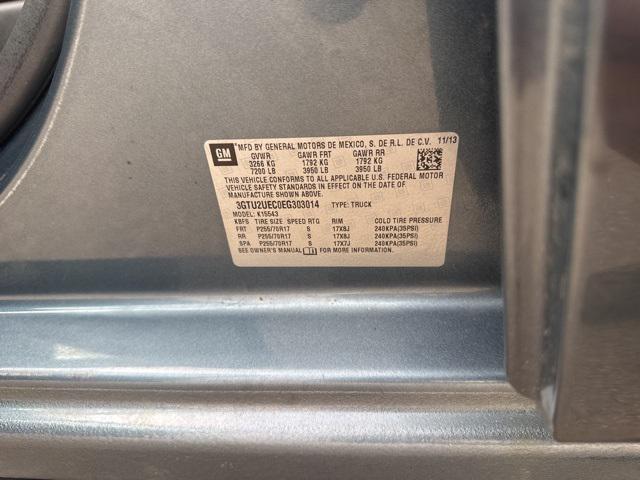 GM MFD BY GENERAL MOTORS DE MEXICO, S. DE R.L. DE C.V. 11/13
GVWR GAWR FRT GAWR RR
3266 KG 1792 KG 1792 KG
7200 LB 3950 LB 3950 LB
THIS VEHICLE CONFORMS TO ALL APPLICABLE U.S. FEDERAL MOTOR
VEHICLE SAFETY STANDARDS IN EFFECT ON THE DATE OF
MANUFACTURE SHOWN ABOVE.
3GTU2UEC0EG303014 TYPE: TRUCK
MODEL: K15543
KBFS TIRE SIZE SPEED RTG RIM COLD TIRE PRESSURE
FRT P255/70R17 S 17X8J 240KPA(35PSI)
RR P255/70R17 S 17X8J 240KPA(35PSI)
SPA P255/70R17 S 17X7J 240KPA(35PSI)
SEE OWNER'S MANUAL FOR MORE INFORMATION.